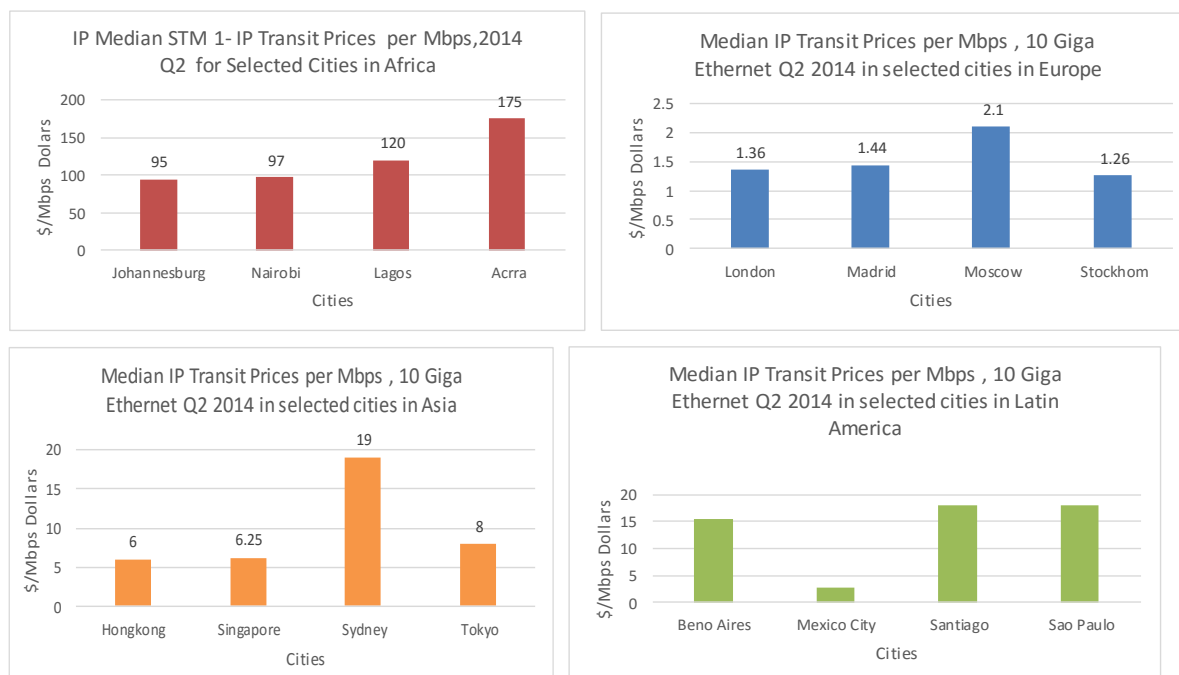 IP Median STM 1- IP Transit Prices per Mbps,2014
Q2 for Selected Cities in Africa
$/Mbps Dollars
200
150
100
50
0
95
97
120
175
Johannesburg Nairobi Lagos Acrra
Cities
Median IP Transit Prices per Mbps , 10 Giga
Ethernet Q2 2014 in selected cities in Europe
$/Mbps Dollars
2.5
2
1.5
1
0.5
0
1.36
1.44
2.1
1.26
London Madrid Moscow Stockhom
Cities
Median IP Transit Prices per Mbps , 10 Giga
Ethernet Q2 2014 in selected cities in Asia
$/Mbps Dollars
20
15
10
5
0
6
6.25
19
8
Hongkong Singapore Sydney Tokyo
Cities
Median IP Transit Prices per Mbps , 10 Giga
Ethernet Q2 2014 in selected cities in Latin
America
$/Mbps Dollars
20
15
10
5
0
Beno Aires Mexico City Santiago Sao Paulo
Cities